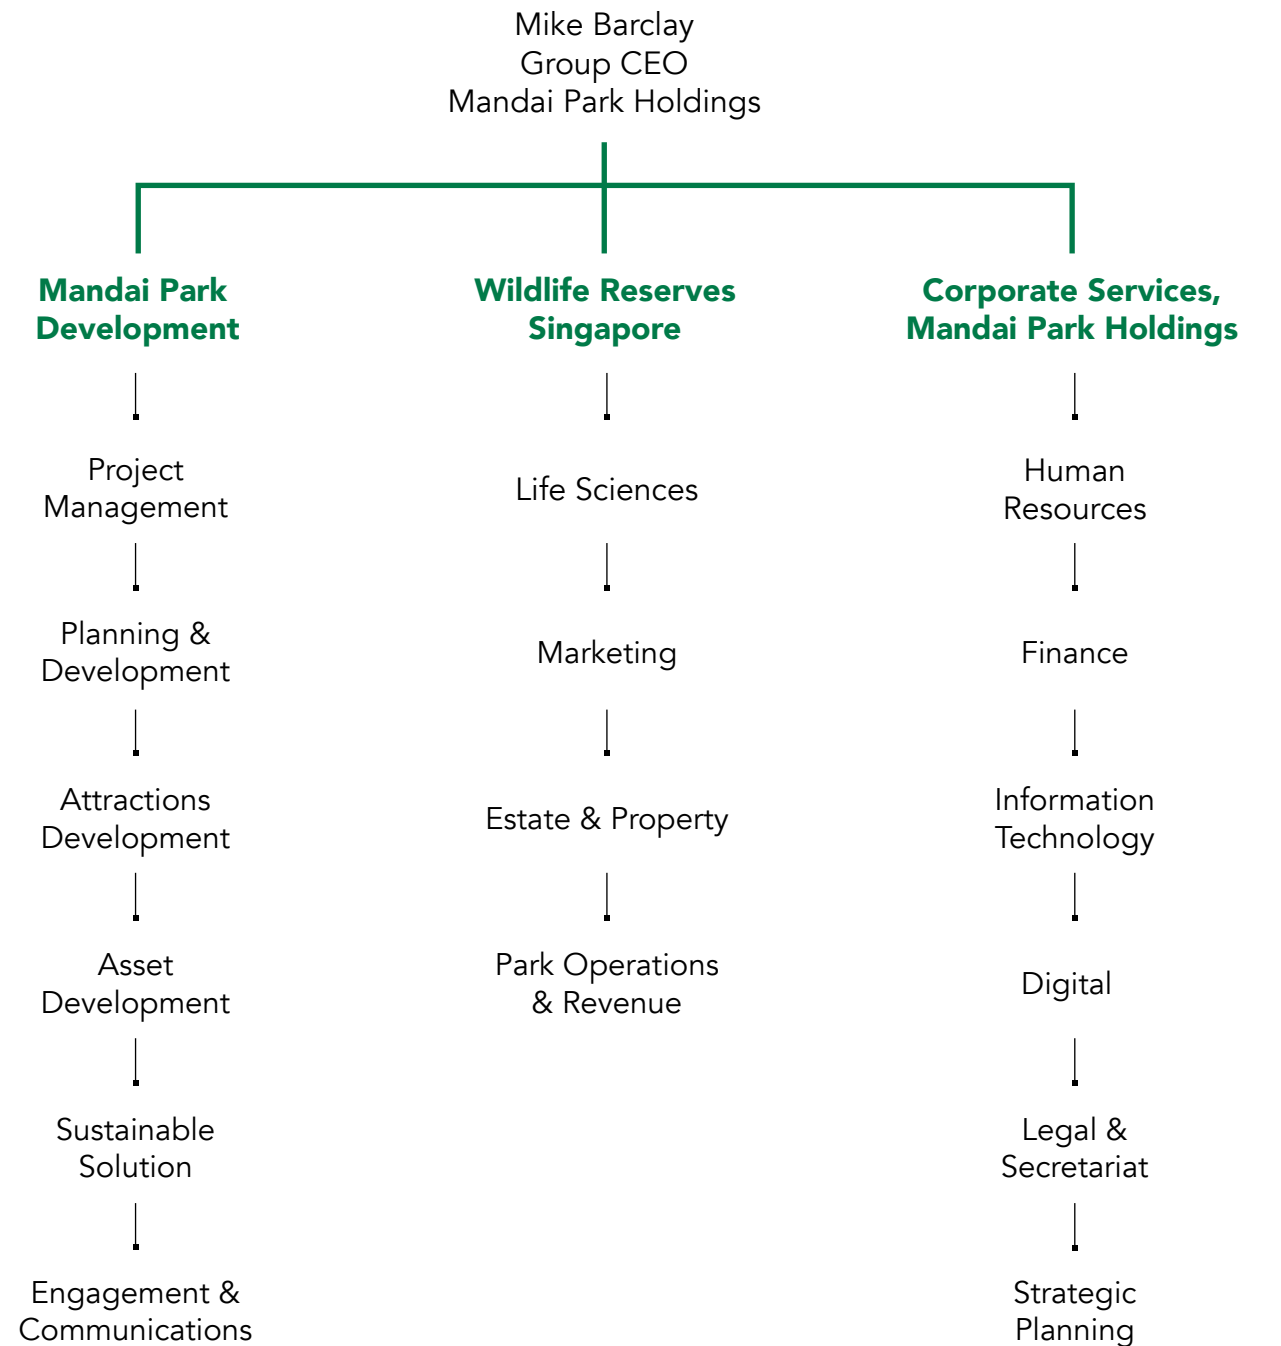 Mike Barclay
Group CEO
Mandai Park Holdings
Mandai Park
Development
Project
Management
Planning &
Development
Attractions
Development
Asset
Development
Sustainable
Solution
Engagement &
Communications
Wildlife Reserves
Singapore
Life Sciences
Marketing
Estate & Property
Park Operations
& Revenue
Corporate Services,
Mandai Park Holdings
Human
Resources
Finance
Information
Technology
Digital
Legal &
Secretariat
Strategic
Planning